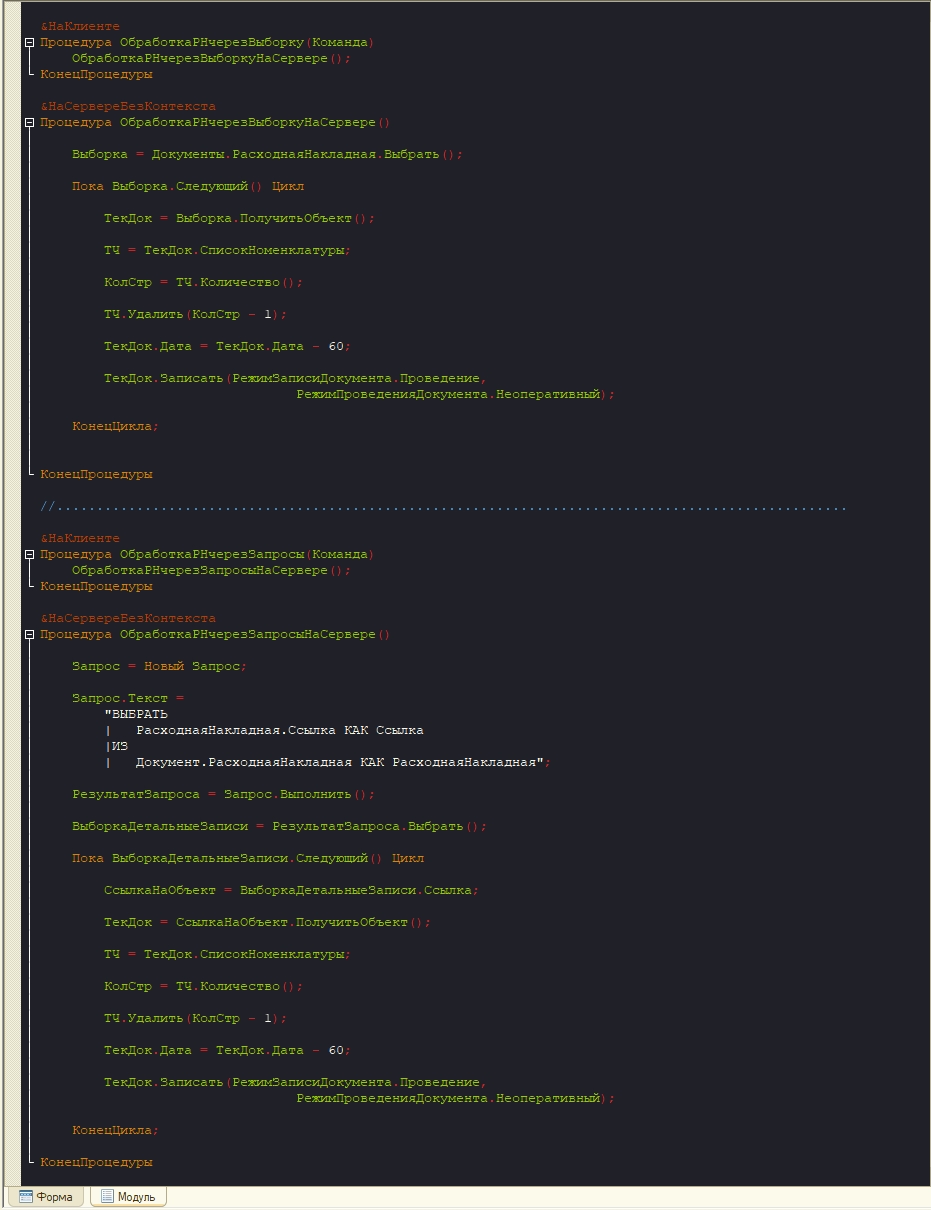 &НаКлиенте
Процедура ОбработкаРНчерезВыборку(Команда)
ОбработкаРНчерезВыборкуНаСервере();
КонецПроцедуры
&НаСервереБезКонтекста
Процедура ОбработкаРНчерезВыборкуНаСервере()
Выборка = Документы.РасходнаяНакладная.Выбрать();
Пока Выборка.Следующий() Цикл
ТекДок = Выборка.ПолучитьОбъект();
ТЧ = ТекДок.СписокНоменклатуры;
КолСтр = ТЧ.Количество();
ТЧ.Удалить(КолСтр - 1);
ТекДок.Дата = ТекДок.Дата - 60;
ТекДок.Записать(РежимЗаписиДокумента.Проведение,
РежимПроведенияДокумента.Неоперативный);
КонецЦикла;
КонецПроцедуры
//...................................................................................................
&НаКлиенте
Процедура ОбработкаРНчерезЗапросы(Команда)
ОбработкаРНчерезЗапросыНаСервере();
КонецПроцедуры
&НаСервереБезКонтекста
Процедура ОбработкаРНчерезЗапросыНаСервере()
Запрос = Новый Запрос;
Запрос.Текст =
"ВЫБРАТЬ
|   РасходнаяНакладная.Ссылка КАК Ссылка
|ИЗ
|   Документ.РасходнаяНакладная КАК РасходнаяНакладная";
РезультатЗапроса = Запрос.Выполнить();
ВыборкаДетальныеЗаписи = РезультатЗапроса.Выбрать();
Пока ВыборкаДетальныеЗаписи.Следующий() Цикл
СсылкаНаОбъект = ВыборкаДетальныеЗаписи.Ссылка;
ТекДок = СсылкаНаОбъект.ПолучитьОбъект();
ТЧ = ТекДок.СписокНоменклатуры;
КолСтр = ТЧ.Количество();
ТЧ.Удалить(КолСтр - 1);
ТекДок.Дата = ТекДок.Дата - 60;
ТекДок.Записать(РежимЗаписиДокумента.Проведение,
РежимПроведенияДокумента.Неоперативный);
КонецЦикла;
КонецПроцедуры
Форма Модуль